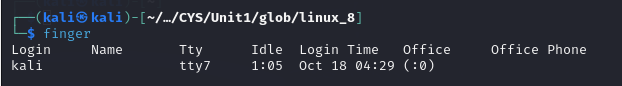 ┌──(kali㉿kali)-[~/…/CYS/Unit1/glob/linux_8]
└─$ finger
Login     Name       Tty      Idle  Login Time   Office     Office Phone
kali                 tty7     1:05  Oct 18 04:29 (:0)